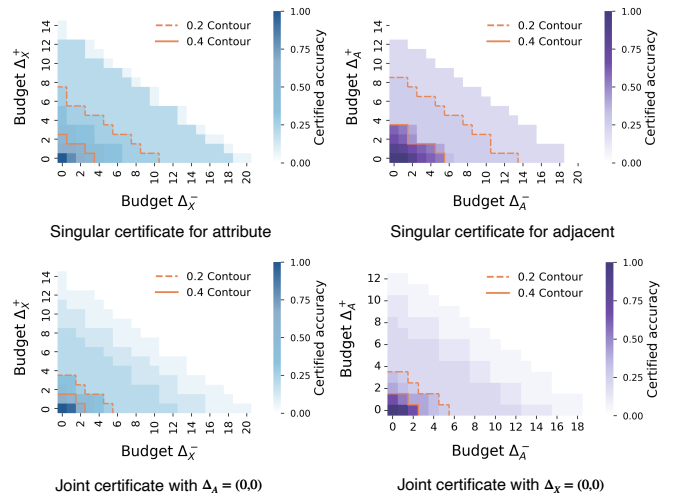 0.2 Contour
0.4 Contour
Budget Δ_X^+
0 2 4 6 8 10 12 14
0 2 4 6 8 10 12 14 16 18 20
Budget Δ_X^-
1.00
0.75
0.50
0.25
0.00
Certified accuracy
Singular certificate for attribute
0.2 Contour
0.4 Contour
Budget Δ_A^+
0 2 4 6 8 10 12 14
0 2 4 6 8 10 12 14 16 18 20
Budget Δ_A^-
1.00
0.75
0.50
0.25
0.00
Certified accuracy
Singular certificate for adjacent
0.2 Contour
0.4 Contour
Budget Δ_X^+
0 2 4 6 8 10 12 14
0 2 4 6 8 10 12 14 16 18 20
Budget Δ_X^-
1.00
0.75
0.50
0.25
0.00
Certified accuracy
Joint certificate with Δ_A = (0,0)
0.2 Contour
0.4 Contour
Budget Δ_A^+
0 2 4 6 8 10 12
0 2 4 6 8 10 12 14 16 18
Budget Δ_A^-
1.00
0.75
0.50
0.25
0.00
Certified accuracy
Joint certificate with Δ_X = (0,0)